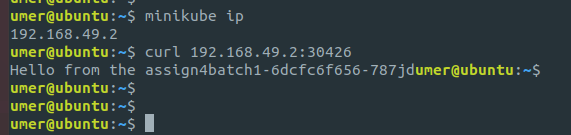 umer@ubuntu:~$ minikube ip
192.168.49.2
umer@ubuntu:~$ curl 192.168.49.2:30426
Hello from the assign4batch1-6dcfc6f656-787jdumer@ubuntu:~$
umer@ubuntu:~$
umer@ubuntu:~$
umer@ubuntu:~$